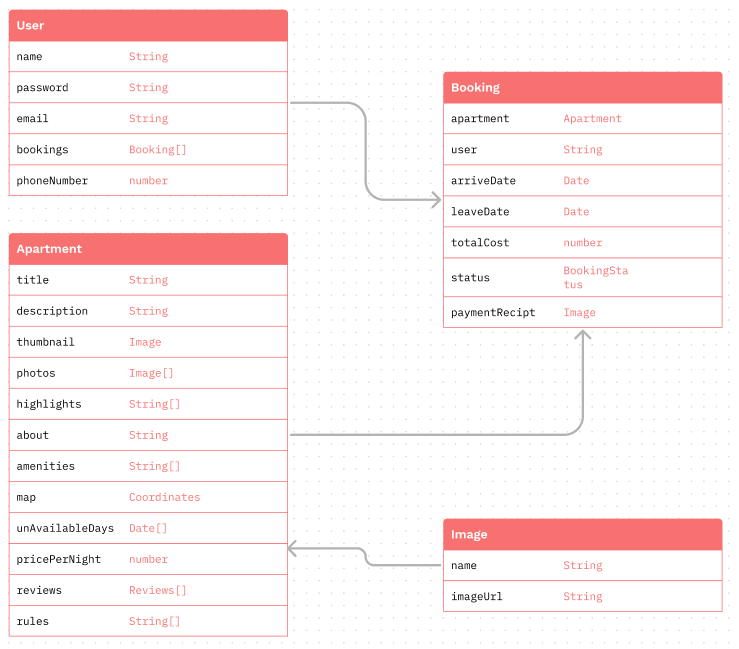 User
name String
password String
email String
bookings Booking[]
phoneNumber number
Apartment
title String
description String
thumbnail Image
photos Image[]
highlights String[]
about String
amenities String[]
map Coordinates
unAvailableDays Date[]
pricePerNight number
reviews Reviews[]
rules String[]
Booking
apartment Apartment
user String
arriveDate Date
leaveDate Date
totalCost number
status BookingSta
tus
paymentRecipt Image
Image
name String
imageUrl String